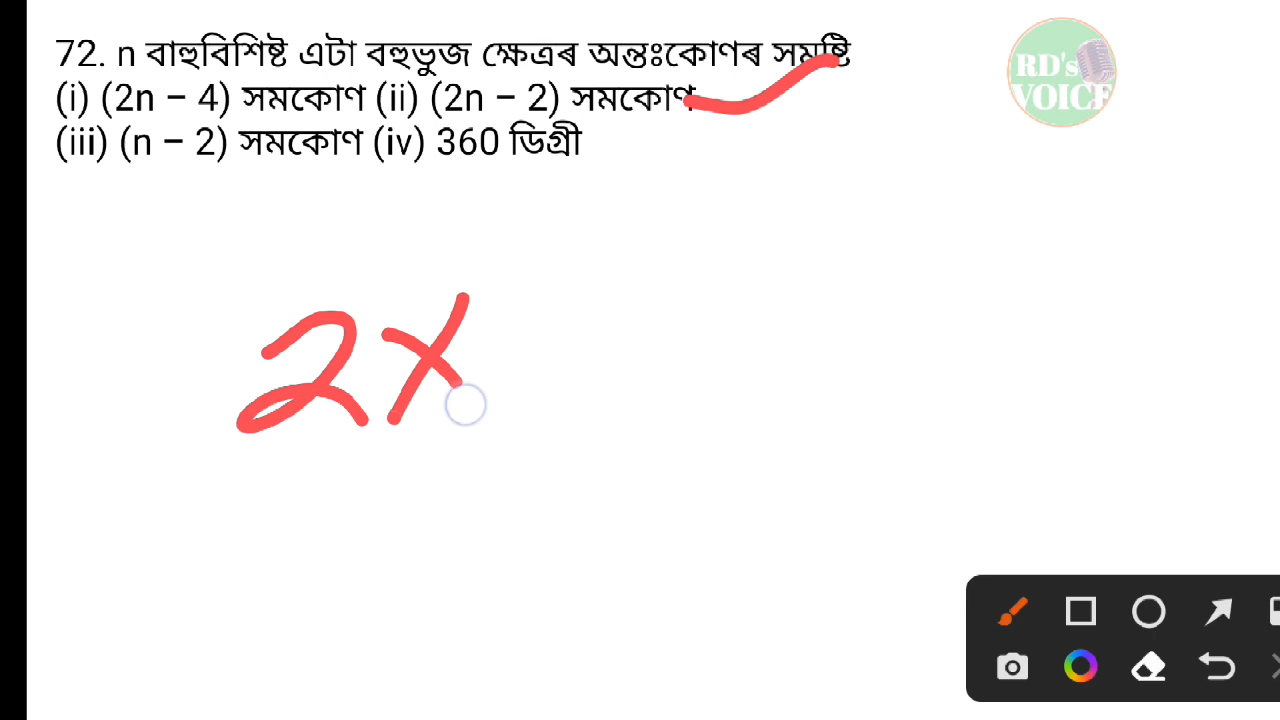 72. n বাহুবিশিষ্ট এটা বহুভুজ ক্ষেত্ৰৰ অন্তঃকোণৰ সমষ্টি
(i) (2n – 4) সমকোণ (ii) (2n – 2) সমকোণ
(iii) (n – 2) সমকোণ (iv) 360 ডিগ্ৰী
RD's
VOICE
2x